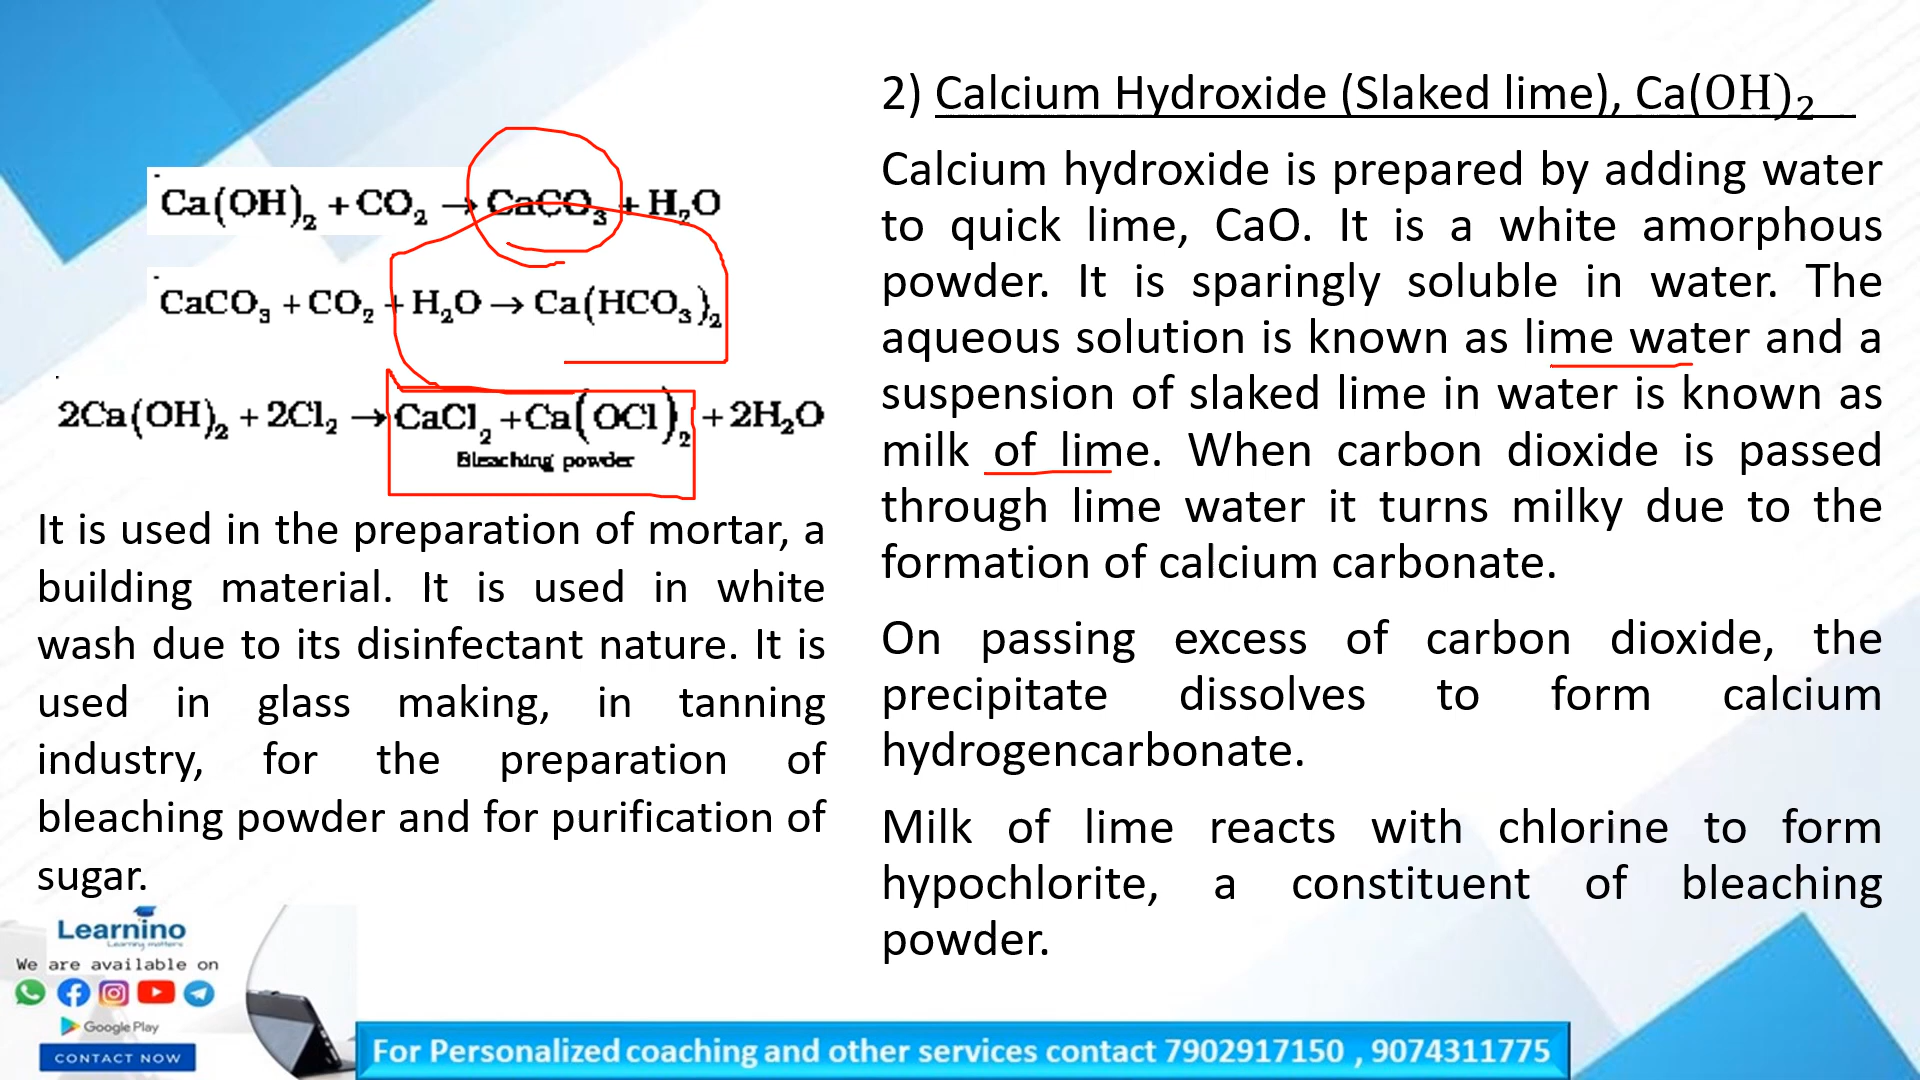 Ca(OH)₂ + CO₂ → CaCO₃ + H₂O
CaCO₃ + CO₂ + H₂O → Ca(HCO₃)₂
2Ca(OH)₂ + 2Cl₂ → CaCl₂ + Ca(OCl)₂ + 2H₂O
Bleaching powder
It is used in the preparation of mortar, a
building material. It is used in white
wash due to its disinfectant nature. It is
used in glass making, in tanning
industry, for the preparation of
bleaching powder and for purification of
sugar.
2) Calcium Hydroxide (Slaked lime), Ca(OH)₂
Calcium hydroxide is prepared by adding water
to quick lime, CaO. It is a white amorphous
powder. It is sparingly soluble in water. The
aqueous solution is known as lime water and a
suspension of slaked lime in water is known as
milk of lime. When carbon dioxide is passed
through lime water it turns milky due to the
formation of calcium carbonate.
On passing excess of carbon dioxide, the
precipitate dissolves to form calcium
hydrogencarbonate.
Milk of lime reacts with chlorine to form
hypochlorite, a constituent of bleaching
powder.
Learnino
Learning matters
We are available on
Google Play
CONTACT NOW
For Personalized coaching and other services contact 7902917150 , 9074311775